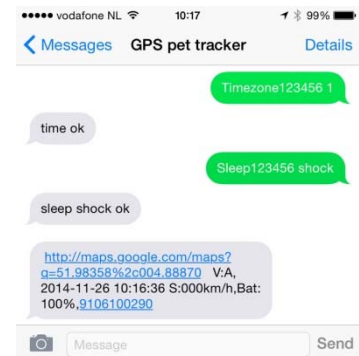 vodafone NL 10:17 99%
Messages GPS pet tracker Details
Timezone123456 1
time ok
Sleep123456 shock
sleep shock ok
http://maps.google.com/maps?
q=51.98358%2c004.88870 V:A,
2014-11-26 10:16:36 S:000km/h,Bat:
100%,9106100290
Message Send